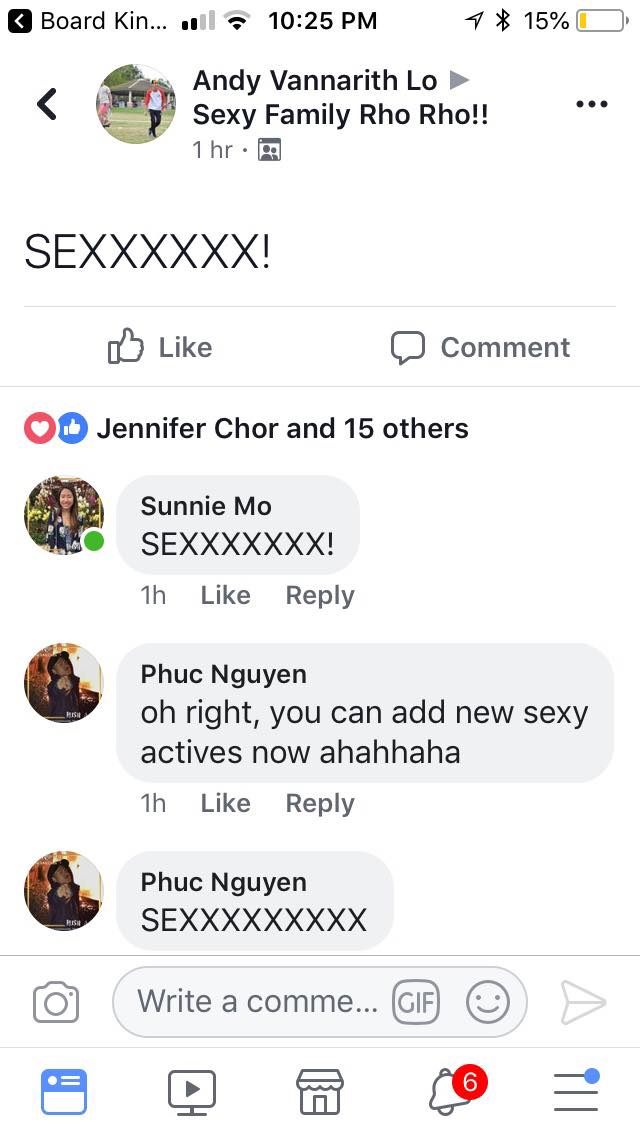 Board Kin... 10:25 PM 15%
Andy Vannarith Lo
Sexy Family Rho Rho!!
1 hr ·
SEXXXXXX!
Like Comment
Jennifer Chor and 15 others
Sunnie Mo
SEXXXXXXX!
1h Like Reply
Phuc Nguyen
oh right, you can add new sexy
actives now ahahhaha
1h Like Reply
Phuc Nguyen
SEXXXXXXXXX
Write a comme... GIF
6